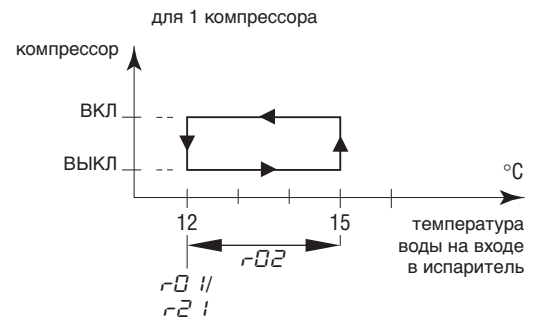 для 1 компрессора
компрессор
ВКЛ
ВЫКЛ
°C
12
15
температура
воды на входе
в испаритель
r02
r01/
r21